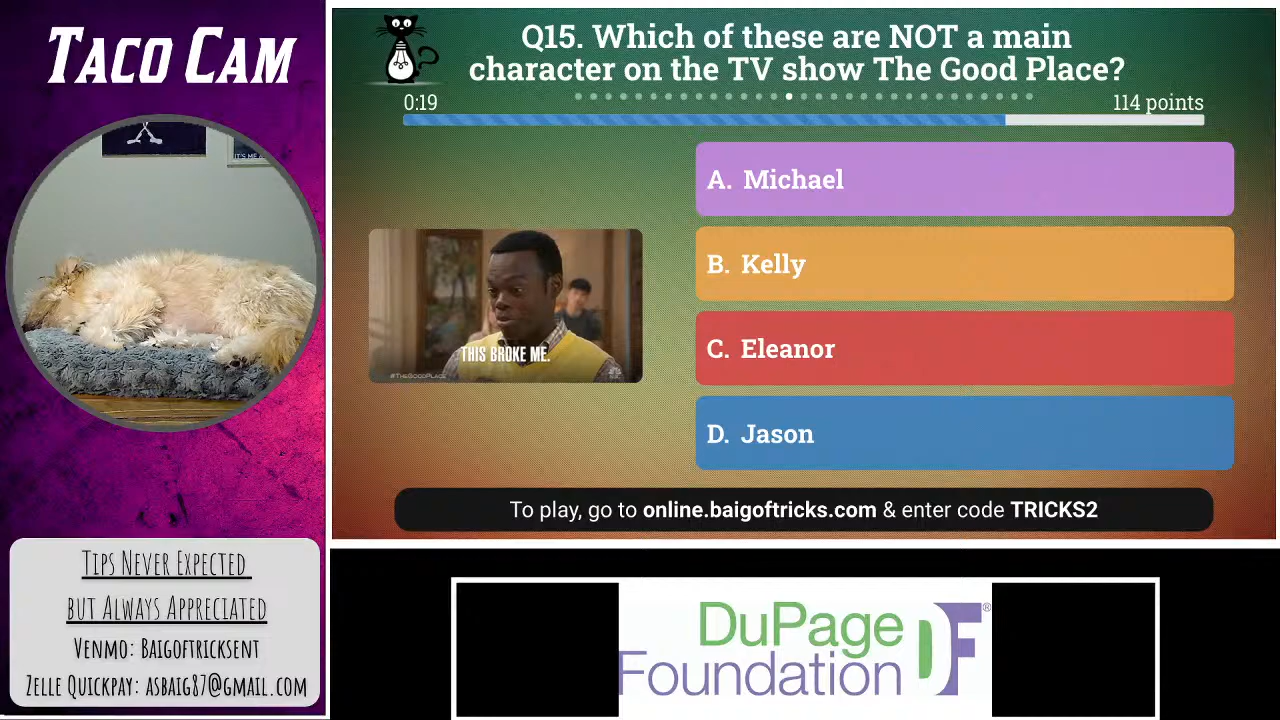 TACO CAM
Q15. Which of these are NOT a main
character on the TV show The Good Place?
0:19
114 points
A. Michael
B. Kelly
C. Eleanor
D. Jason
THIS BROKE ME.
#THEGOODPLACE
To play, go to online.baigoftricks.com & enter code TRICKS2
TIPS NEVER EXPECTED
BUT ALWAYS APPRECIATED
VENMO: BAIGOFTRICKSENT
ZELLE QUICKPAY: ASBAIG87@GMAIL.COM
DuPage
Foundation
DF®